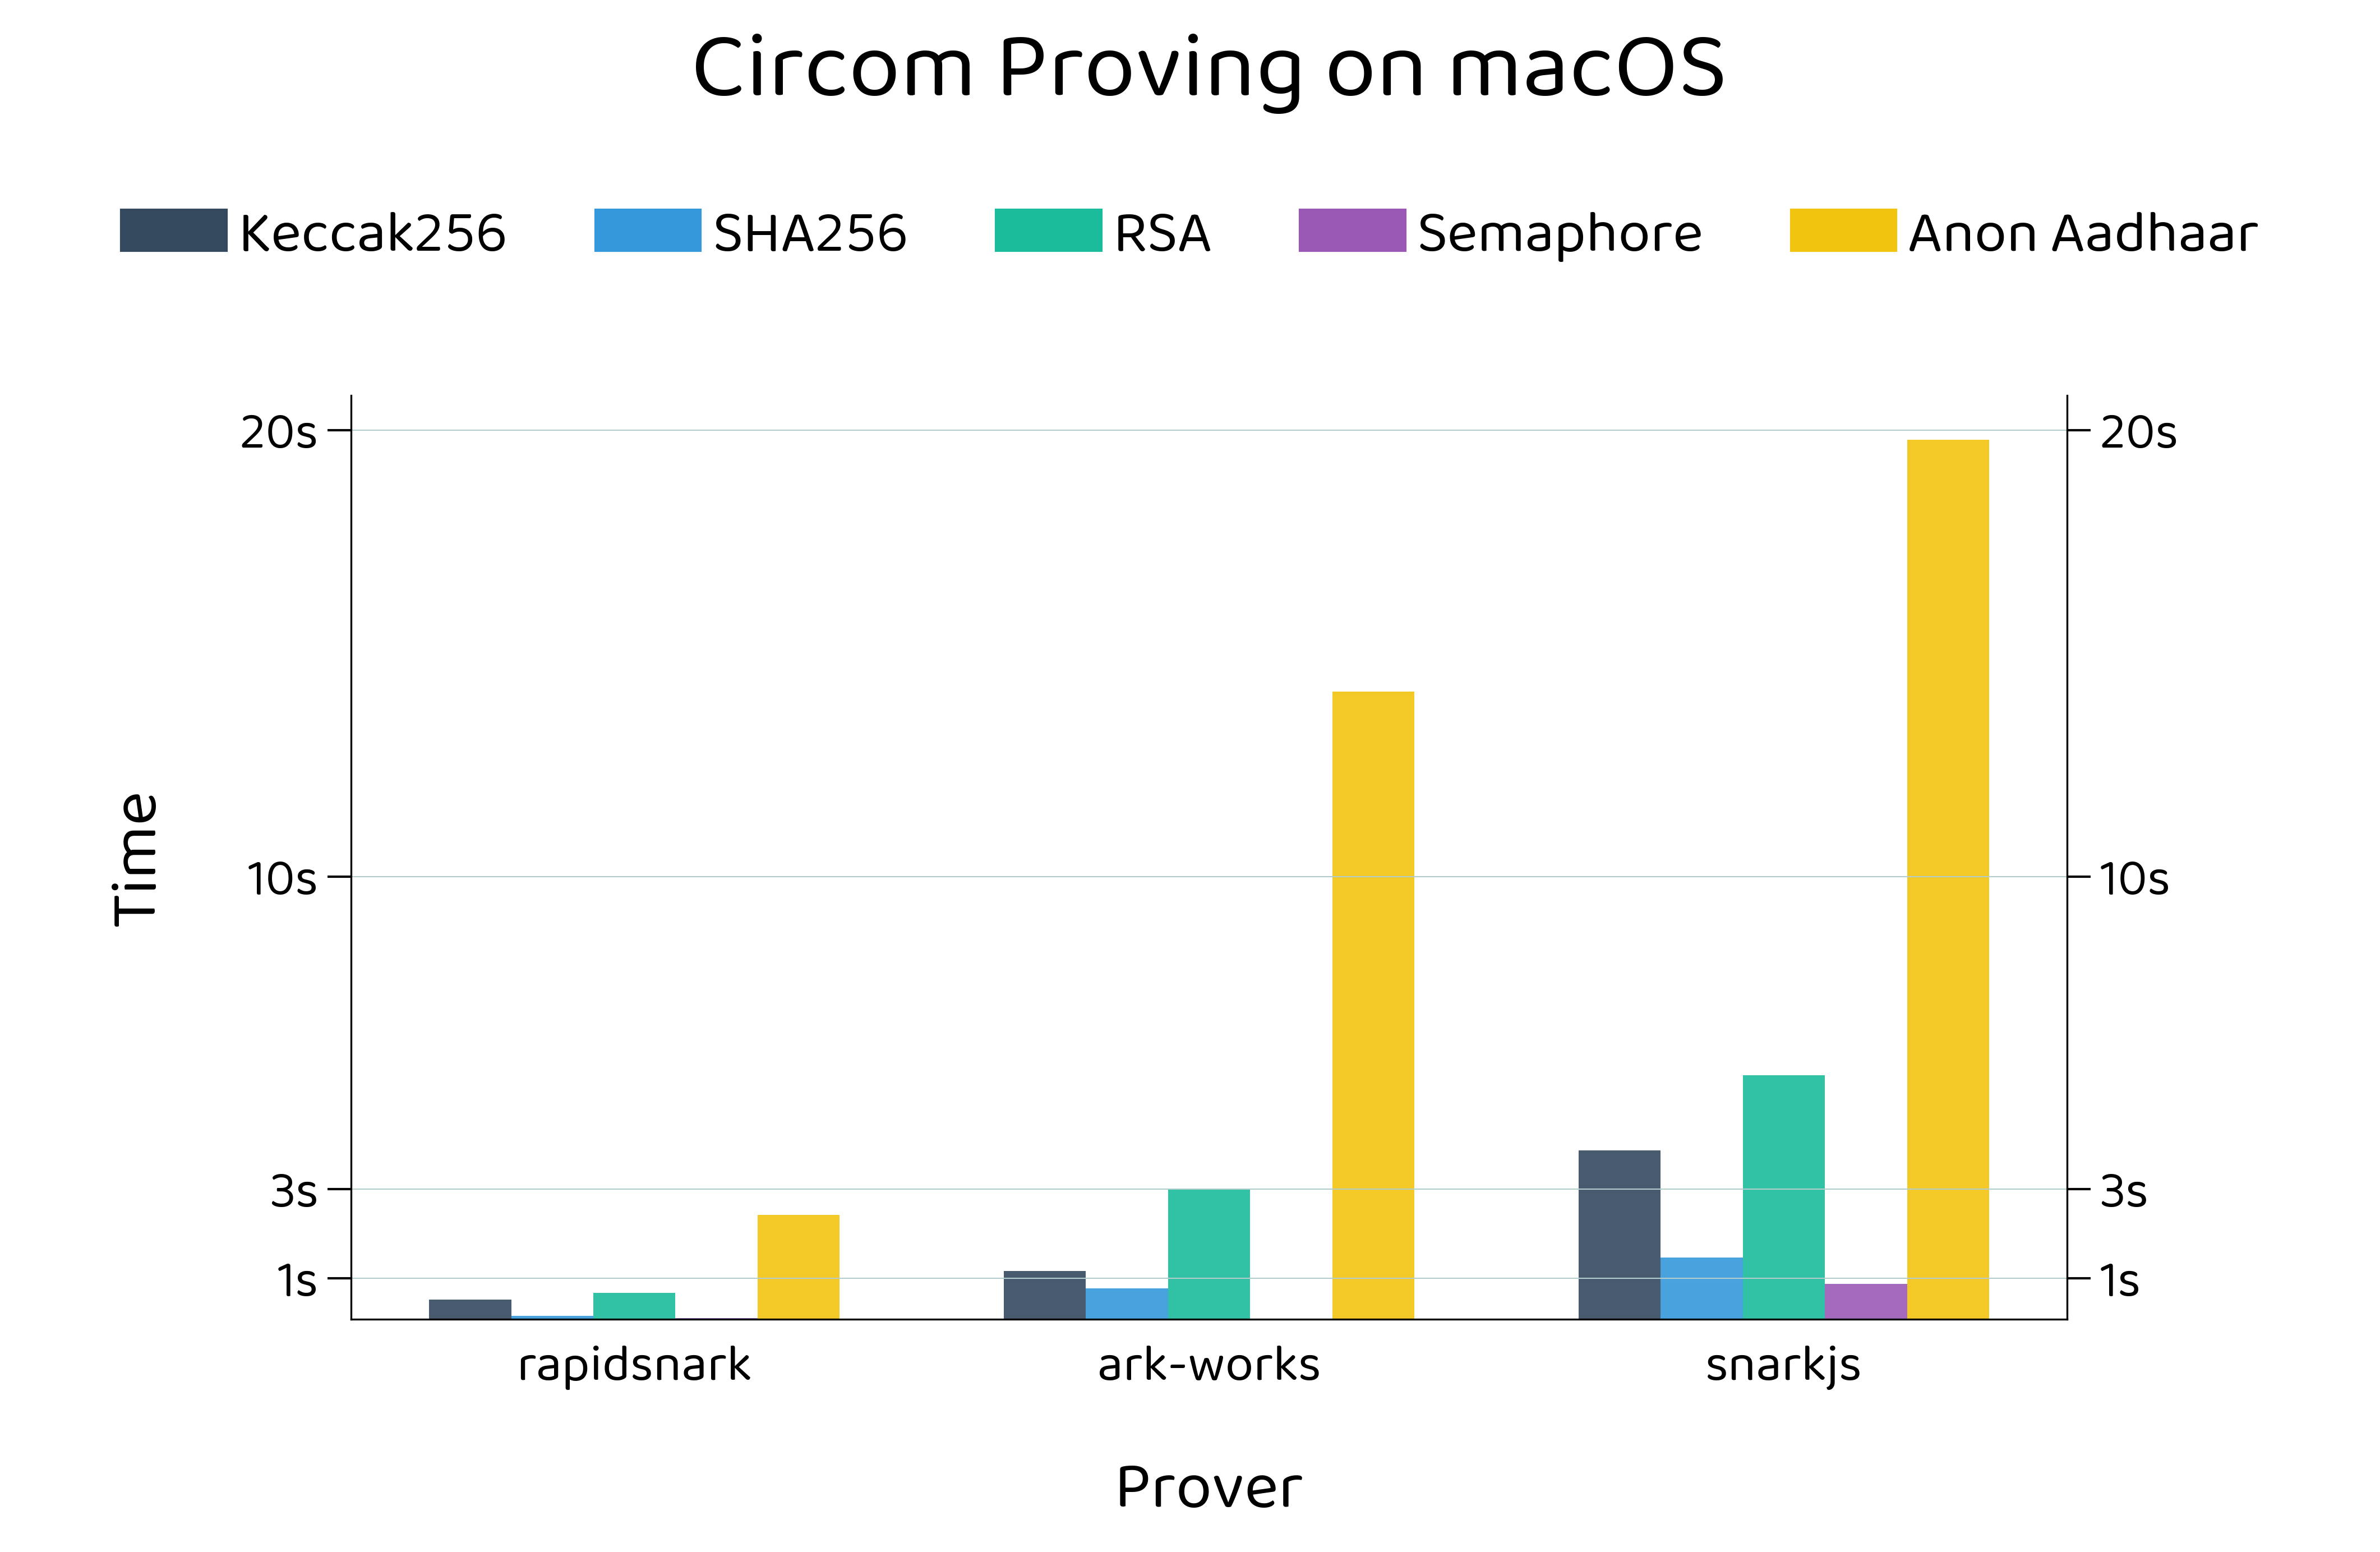 Circom Proving on macOS
Keccak256 SHA256 RSA Semaphore Anon Aadhaar
20s 20s
10s 10s
Time
3s 3s
1s 1s
rapidsnark ark-works snarkjs
Prover